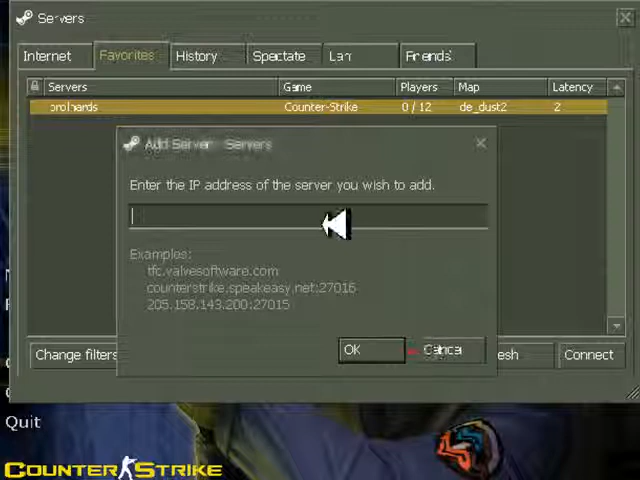 Servers
Internet Favorites History Spectate Lan Friends
Servers Game Players Map Latency
Counter-Strike 0 / 12 de_dust2 2
Add Server - Servers
Enter the IP address of the server you wish to add.
Examples:
tfc.valvesoftware.com
counterstrike.speakeasy.net:27016
205.158.143.200:27015
OK Cancel
Change filters Connect
Quit
COUNTER STRIKE